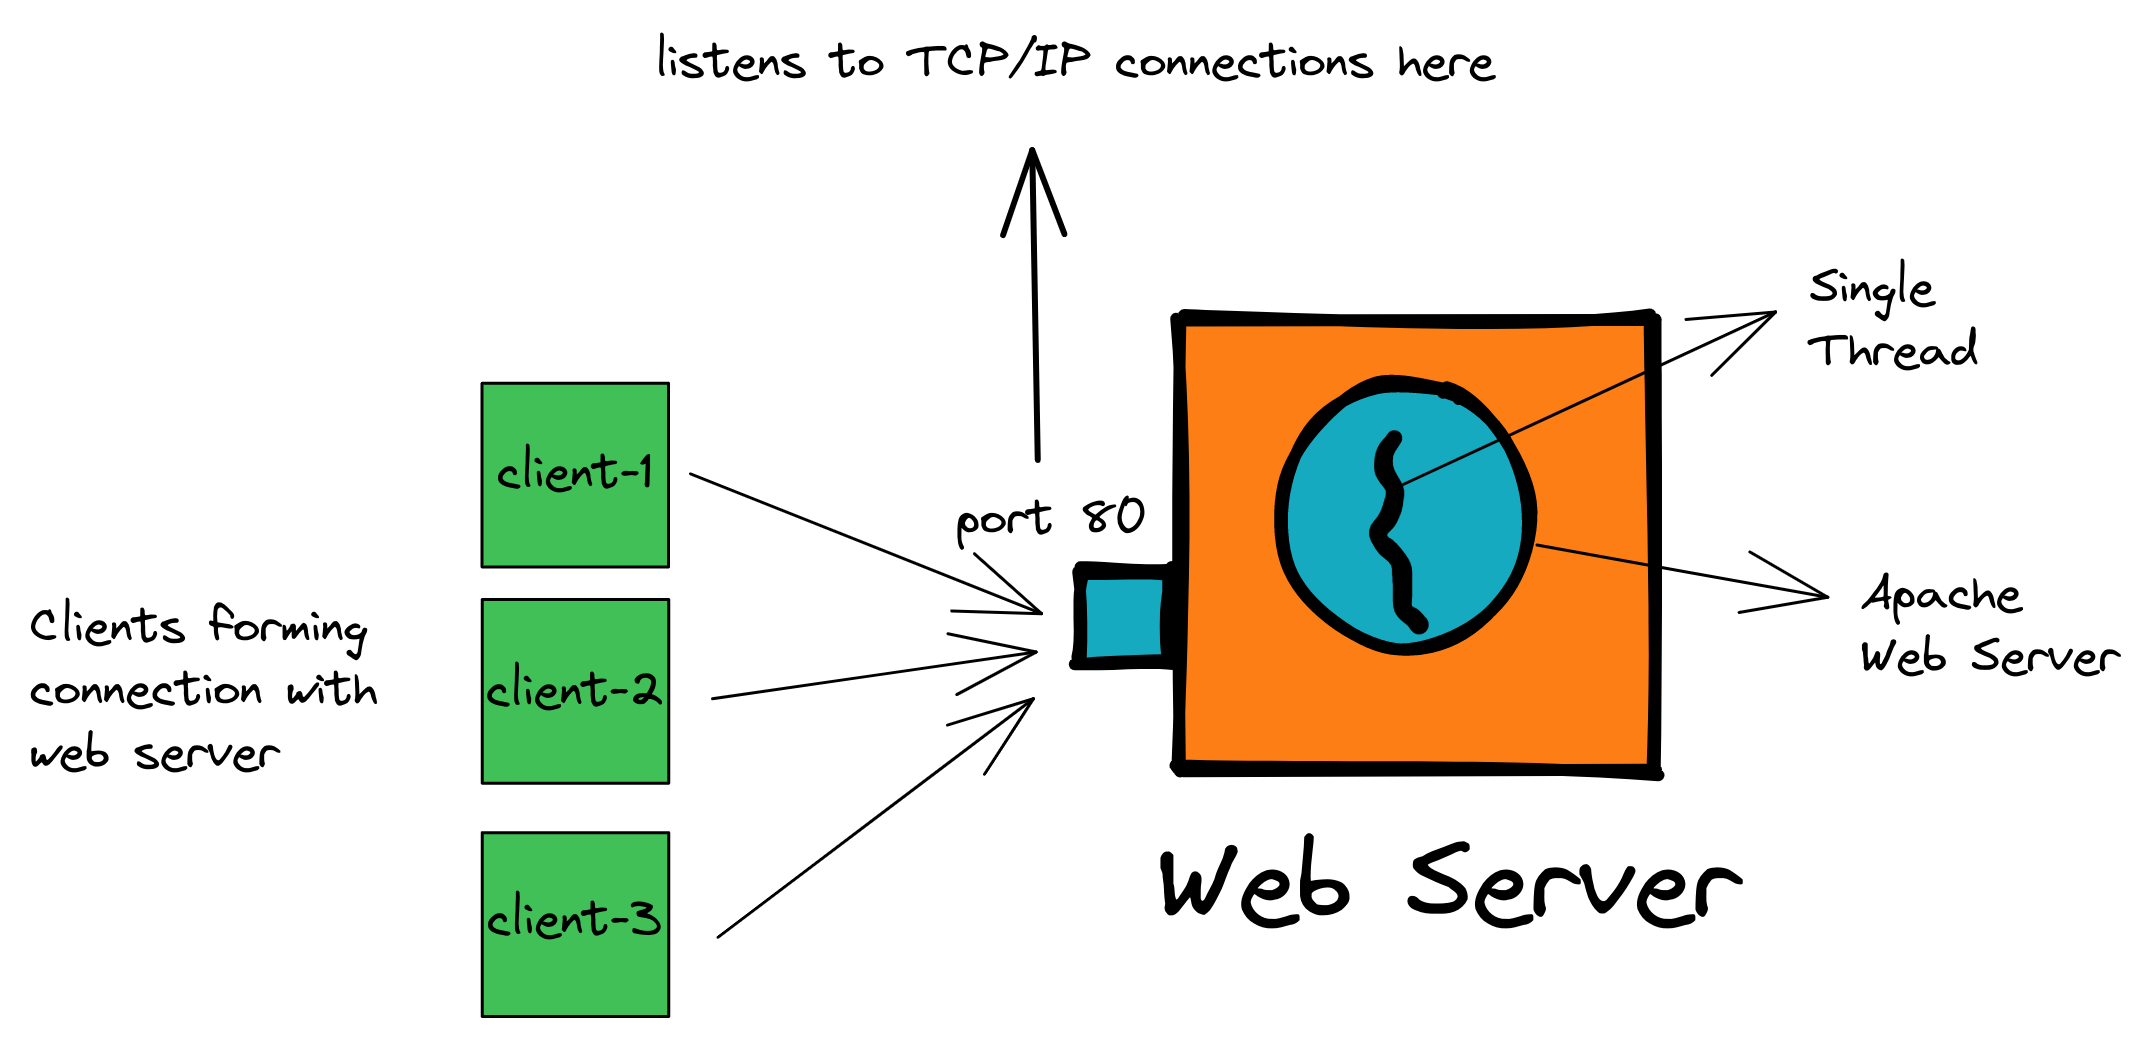 listens to TCP/IP connections here
Single
Thread
client-1
port 80
Apache
Web Server
Clients forming
connection with
web server
client-2
client-3
Web Server